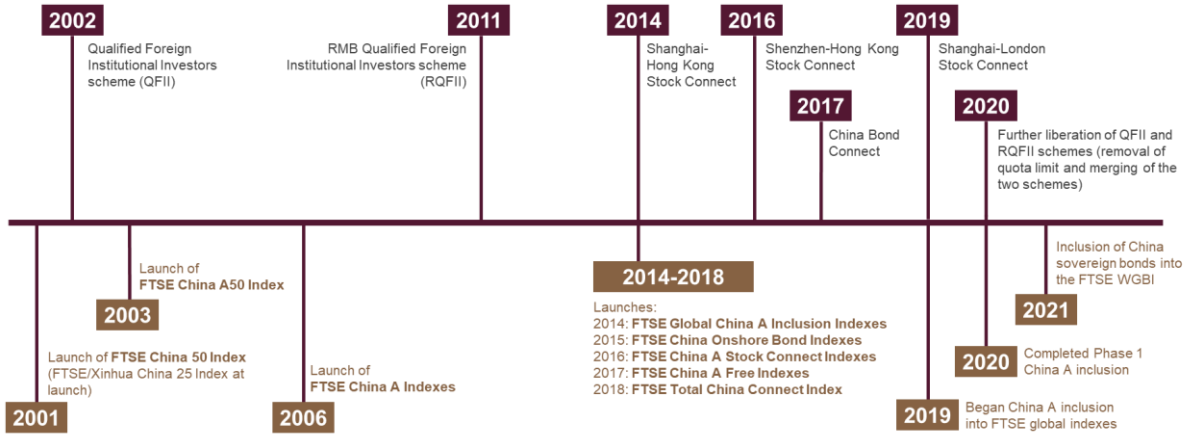 2002
Qualified Foreign
Institutional Investors
scheme (QFII)
2011
RMB Qualified Foreign
Institutional Investors scheme
(RQFII)
2014
Shanghai-
Hong Kong
Stock Connect
2016
Shenzhen-Hong Kong
Stock Connect
2017
China Bond
Connect
2019
Shanghai-London
Stock Connect
2020
Further liberation of QFII and
RQFII schemes (removal of
quota limit and merging of the
two schemes)
Launch of FTSE China 50 Index
(FTSE/Xinhua China 25 Index at
launch)
2001
Launch of
FTSE China A50 Index
2003
Launch of
FTSE China A Indexes
2006
2014-2018
Launches:
2014: FTSE Global China A Inclusion Indexes
2015: FTSE China Onshore Bond Indexes
2016: FTSE China A Stock Connect Indexes
2017: FTSE China A Free Indexes
2018: FTSE Total China Connect Index
2019
Began China A inclusion
into FTSE global indexes
2020
Completed Phase 1
China A inclusion
Inclusion of China
sovereign bonds into
the FTSE WGBI
2021